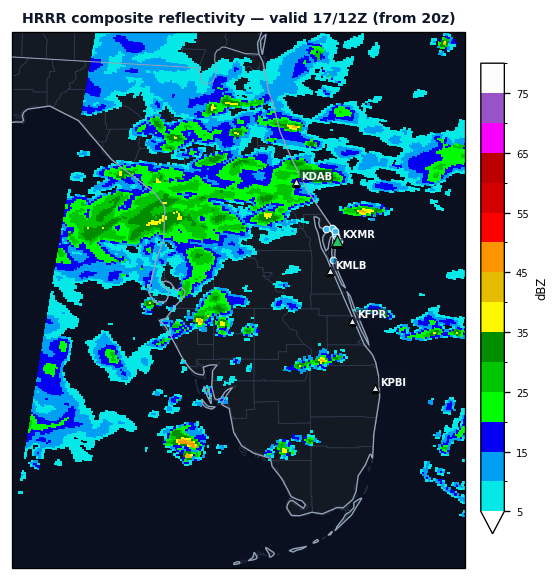 HRRR composite reflectivity — valid 17/12Z (from 20z)
KDAB
KXMR
KMLB
KFPR
KPBI
75
65
55
45
35
25
15
5
dBZ